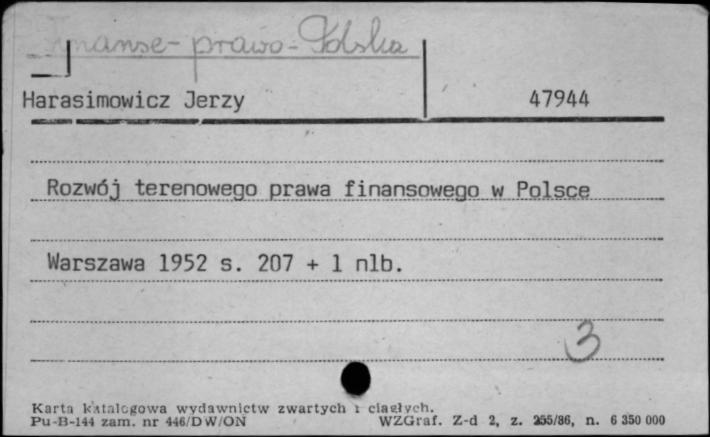 Finanse - prawo - Polska
Harasimowicz Jerzy 47944
Rozwój terenowego prawa finansowego w Polsce
Warszawa 1952 s. 207 + 1 nlb.
3
Karta katalogowa wydawnictw zwartych i ciągłych.
Pu-B-144 zam. nr 446/DW/ON WZGraf. Z-d 2, z. 255/86, n. 6 350 000